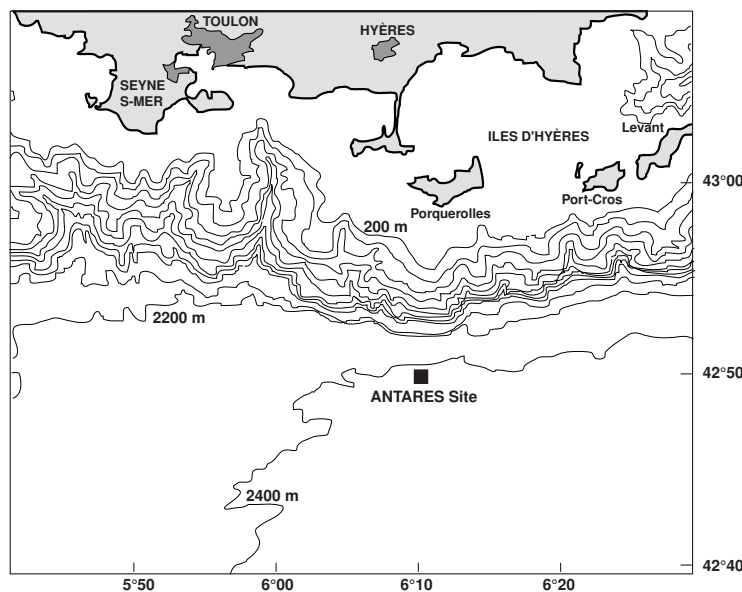 TOULON
HYÈRES
SEYNE
S-MER
ILES D'HYÈRES
Levant
43°00
Port-Cros
Porquerolles
200 m
2200 m
42°50
ANTARES Site
2400 m
42°40
5°50
6°00
6°10
6°20